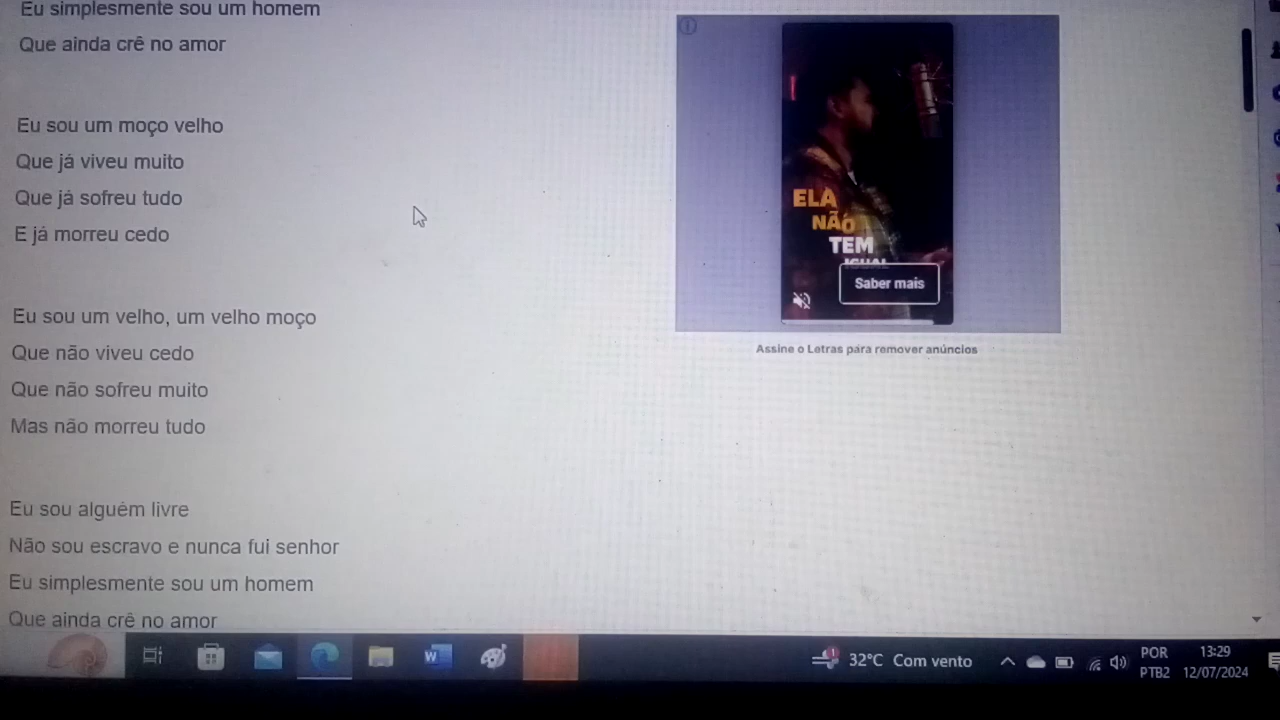 Eu simplesmente sou um homem
Que ainda crê no amor
Eu sou um moço velho
Que já viveu muito
Que já sofreu tudo
E já morreu cedo
Eu sou um velho, um velho moço
Que não viveu cedo
Que não sofreu muito
Mas não morreu tudo
Eu sou alguém livre
Não sou escravo e nunca fui senhor
Eu simplesmente sou um homem
Que ainda crê no amor
ELA
NÃO
TEM
IGUAL
Saber mais
Assine o Letras para remover anúncios
W
1
32°C Com vento
POR
PTB2
13:29
12/07/2024